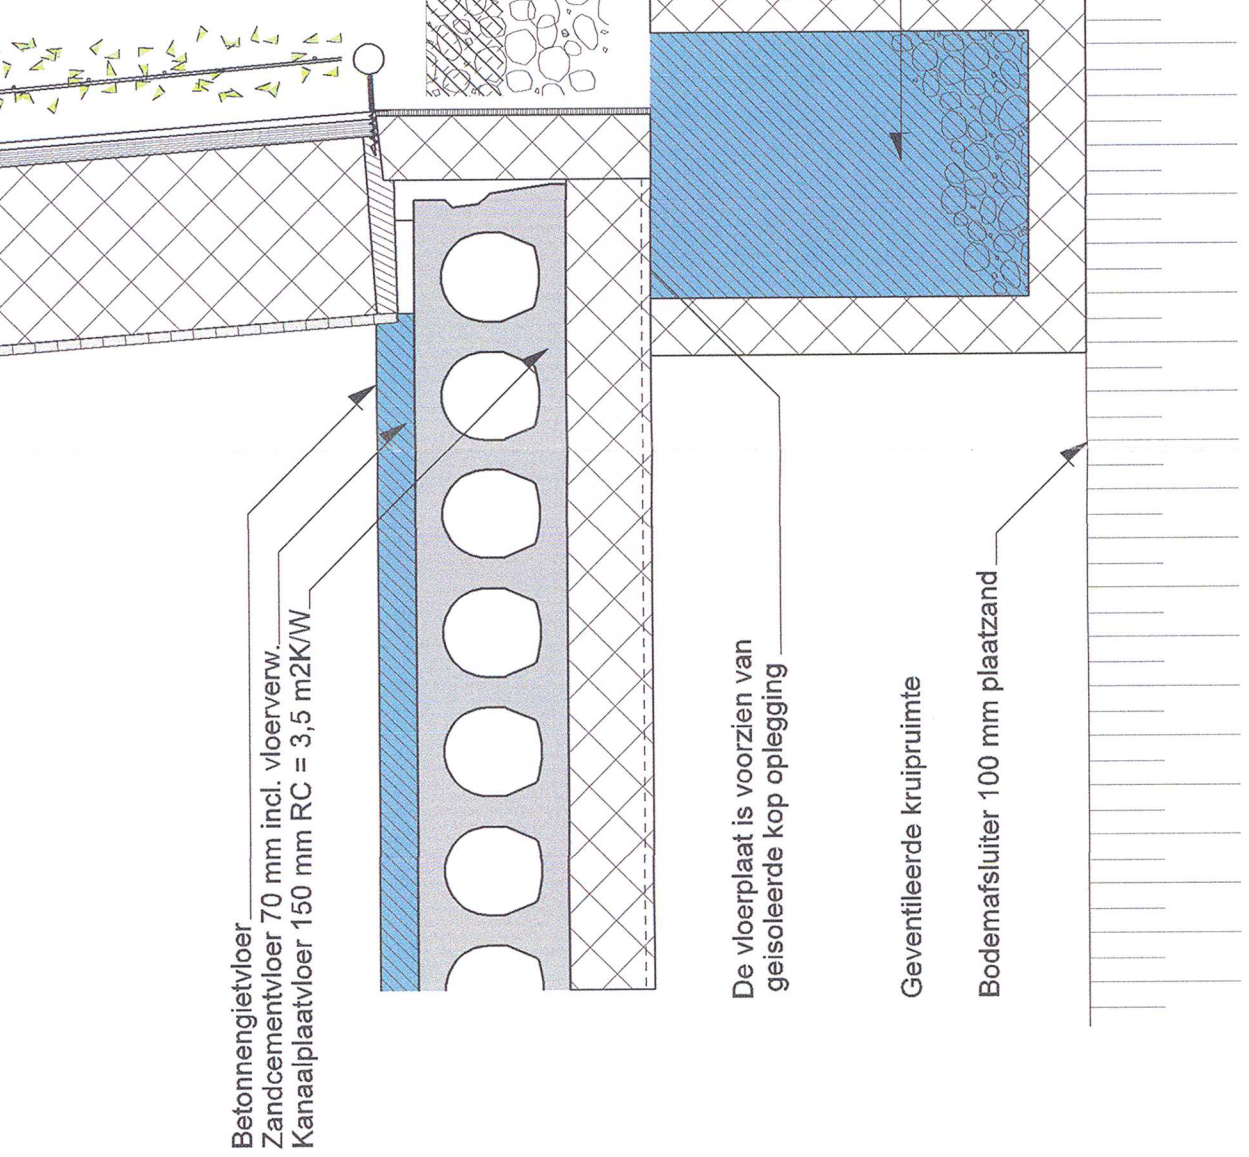 Betonnengietvloer
Zandcementvloer 70 mm incl. vloerverw.
Kanaalplaatvloer 150 mm RC = 3,5 m2K/W
De vloerplaat is voorzien van
geisoleerde kop oplegging
Geventileerde kruipruimte
Bodemafsluiter 100 mm plaatzand